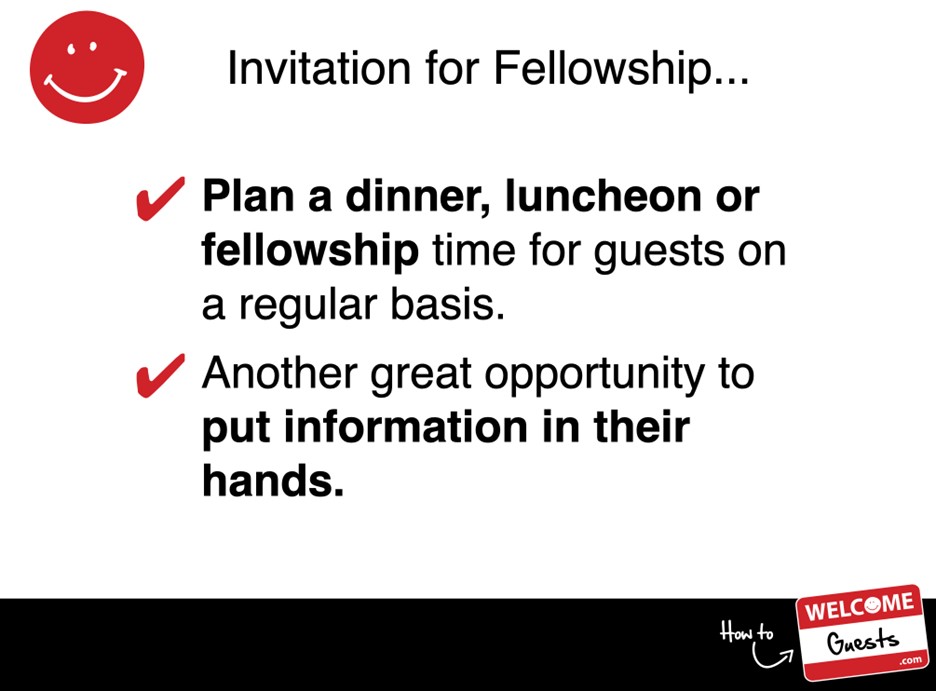 Invitation for Fellowship...
✔ Plan a dinner, luncheon or
fellowship time for guests on
a regular basis.
✔ Another great opportunity to
put information in their
hands.
How to
WELCOME
Guests
.com